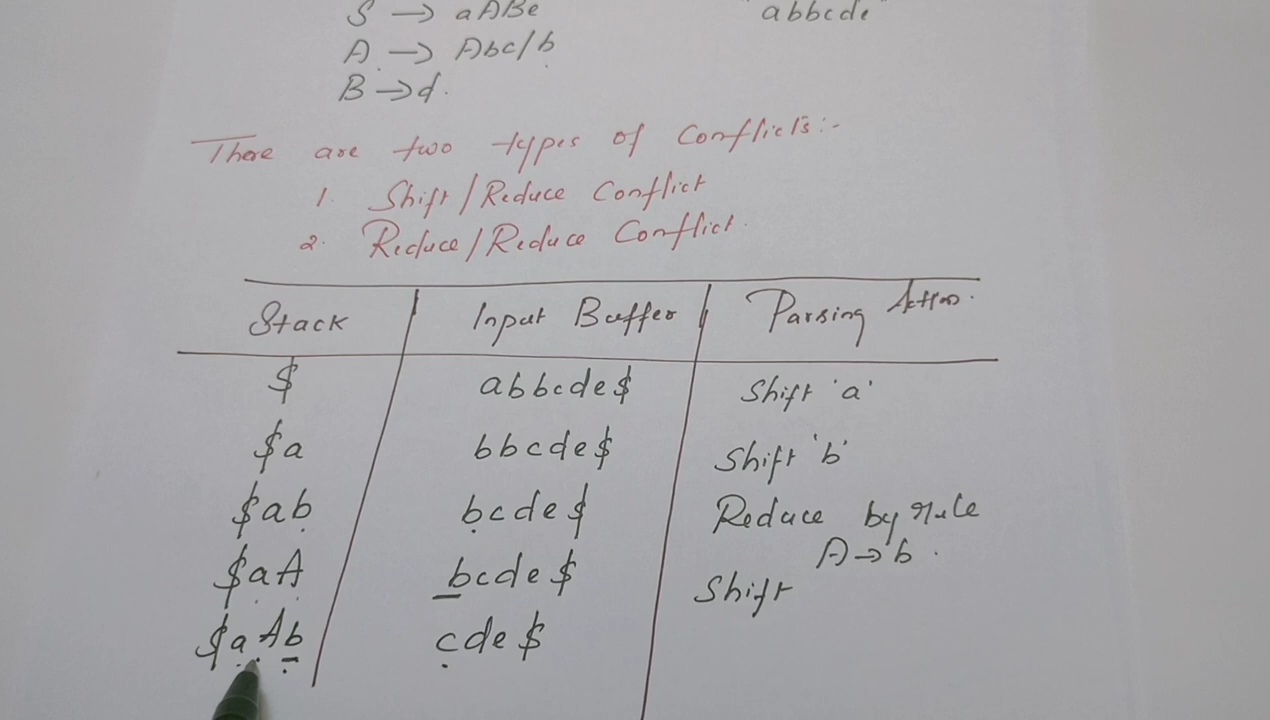 S → aABe "abbcde"
A → Abc/b
B → d.
There are two types of Conflicts:-
1. Shift/Reduce Conflict
2. Reduce/Reduce Conflict.
Stack Input Buffer Parsing Action.
$ abbcde$ Shift 'a'
$a bbcde$ Shift 'b'
$ab bcde$ Reduce by rule
A → b.
$aA bcde$ Shift
$aAb cde$